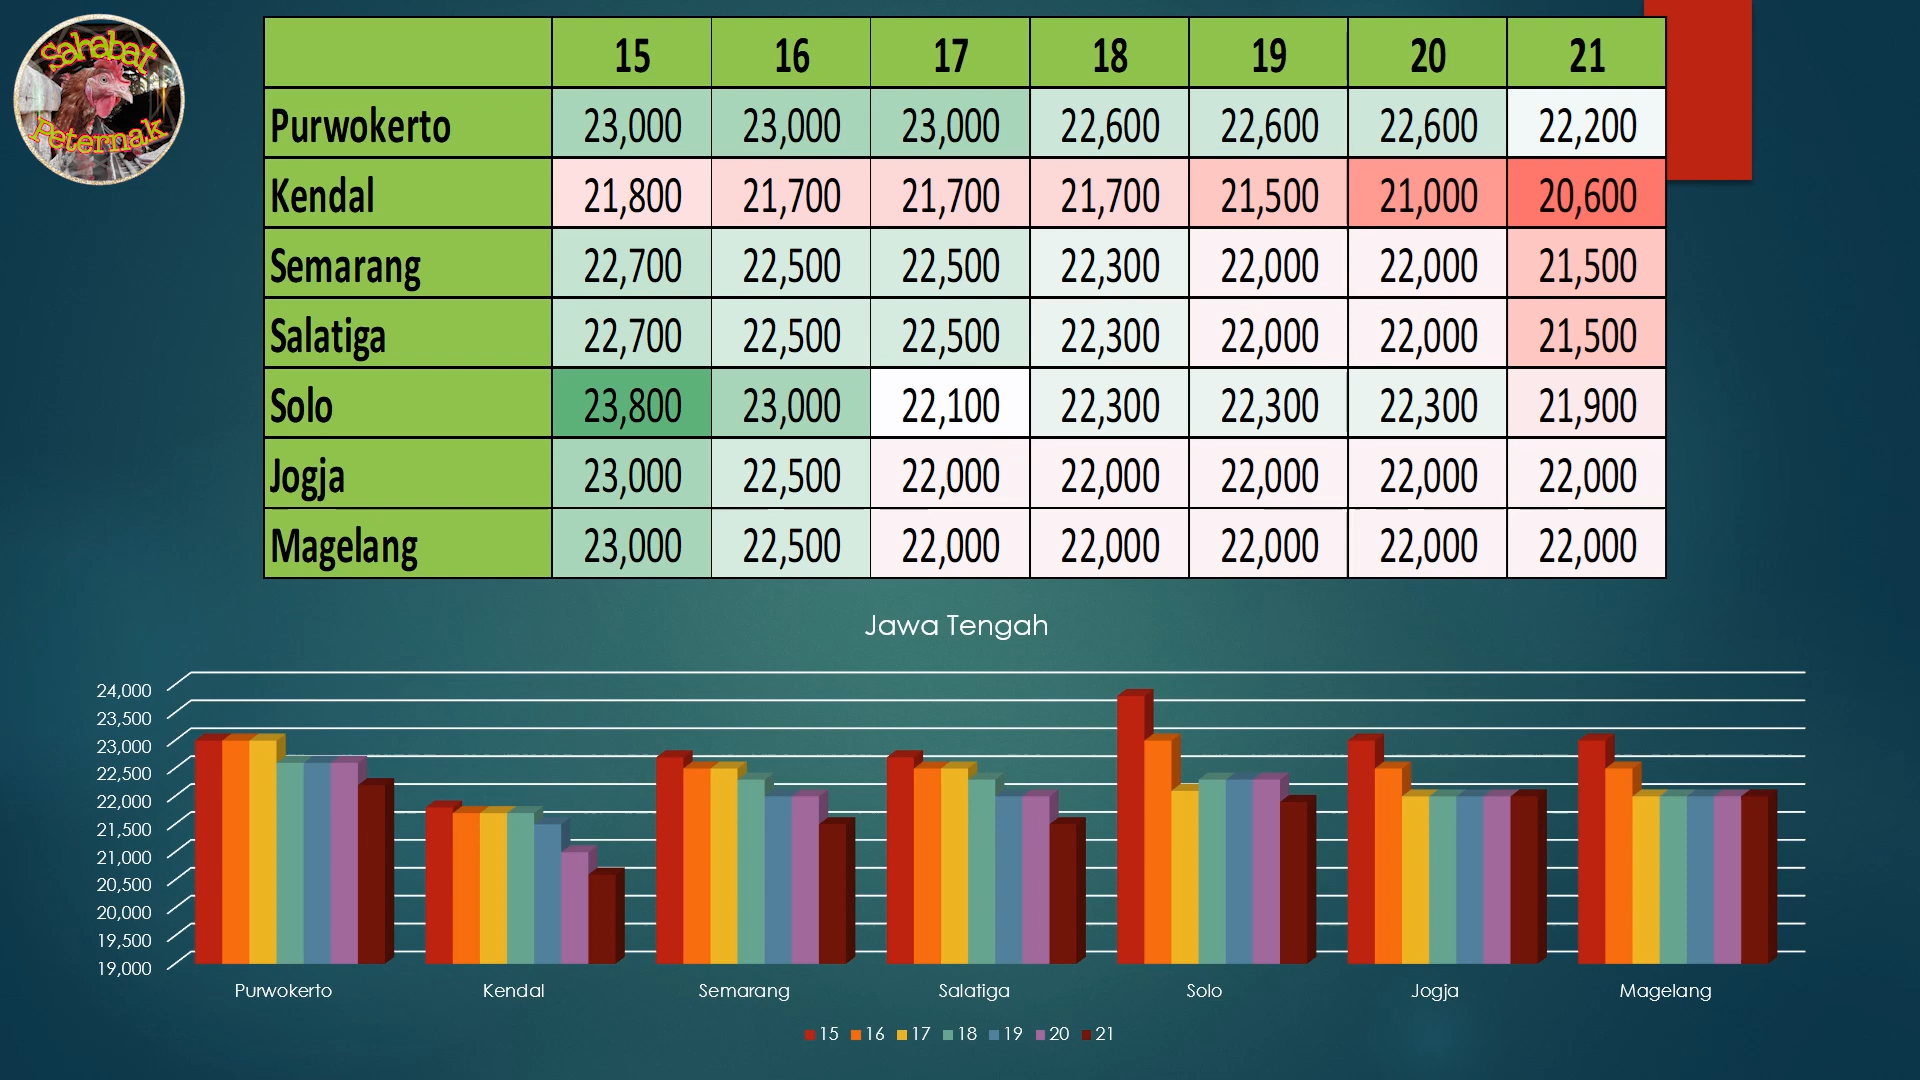 Sahabat
Peternak
15 16 17 18 19 20 21
Purwokerto 23,000 23,000 23,000 22,600 22,600 22,600 22,200
Kendal 21,800 21,700 21,700 21,700 21,500 21,000 20,600
Semarang 22,700 22,500 22,500 22,300 22,000 22,000 21,500
Salatiga 22,700 22,500 22,500 22,300 22,000 22,000 21,500
Solo 23,800 23,000 22,100 22,300 22,300 22,300 21,900
Jogja 23,000 22,500 22,000 22,000 22,000 22,000 22,000
Magelang 23,000 22,500 22,000 22,000 22,000 22,000 22,000
Jawa Tengah
24,000
23,500
23,000
22,500
22,000
21,500
21,000
20,500
20,000
19,500
19,000
Purwokerto Kendal Semarang Salatiga Solo Jogja Magelang
15 16 17 18 19 20 21